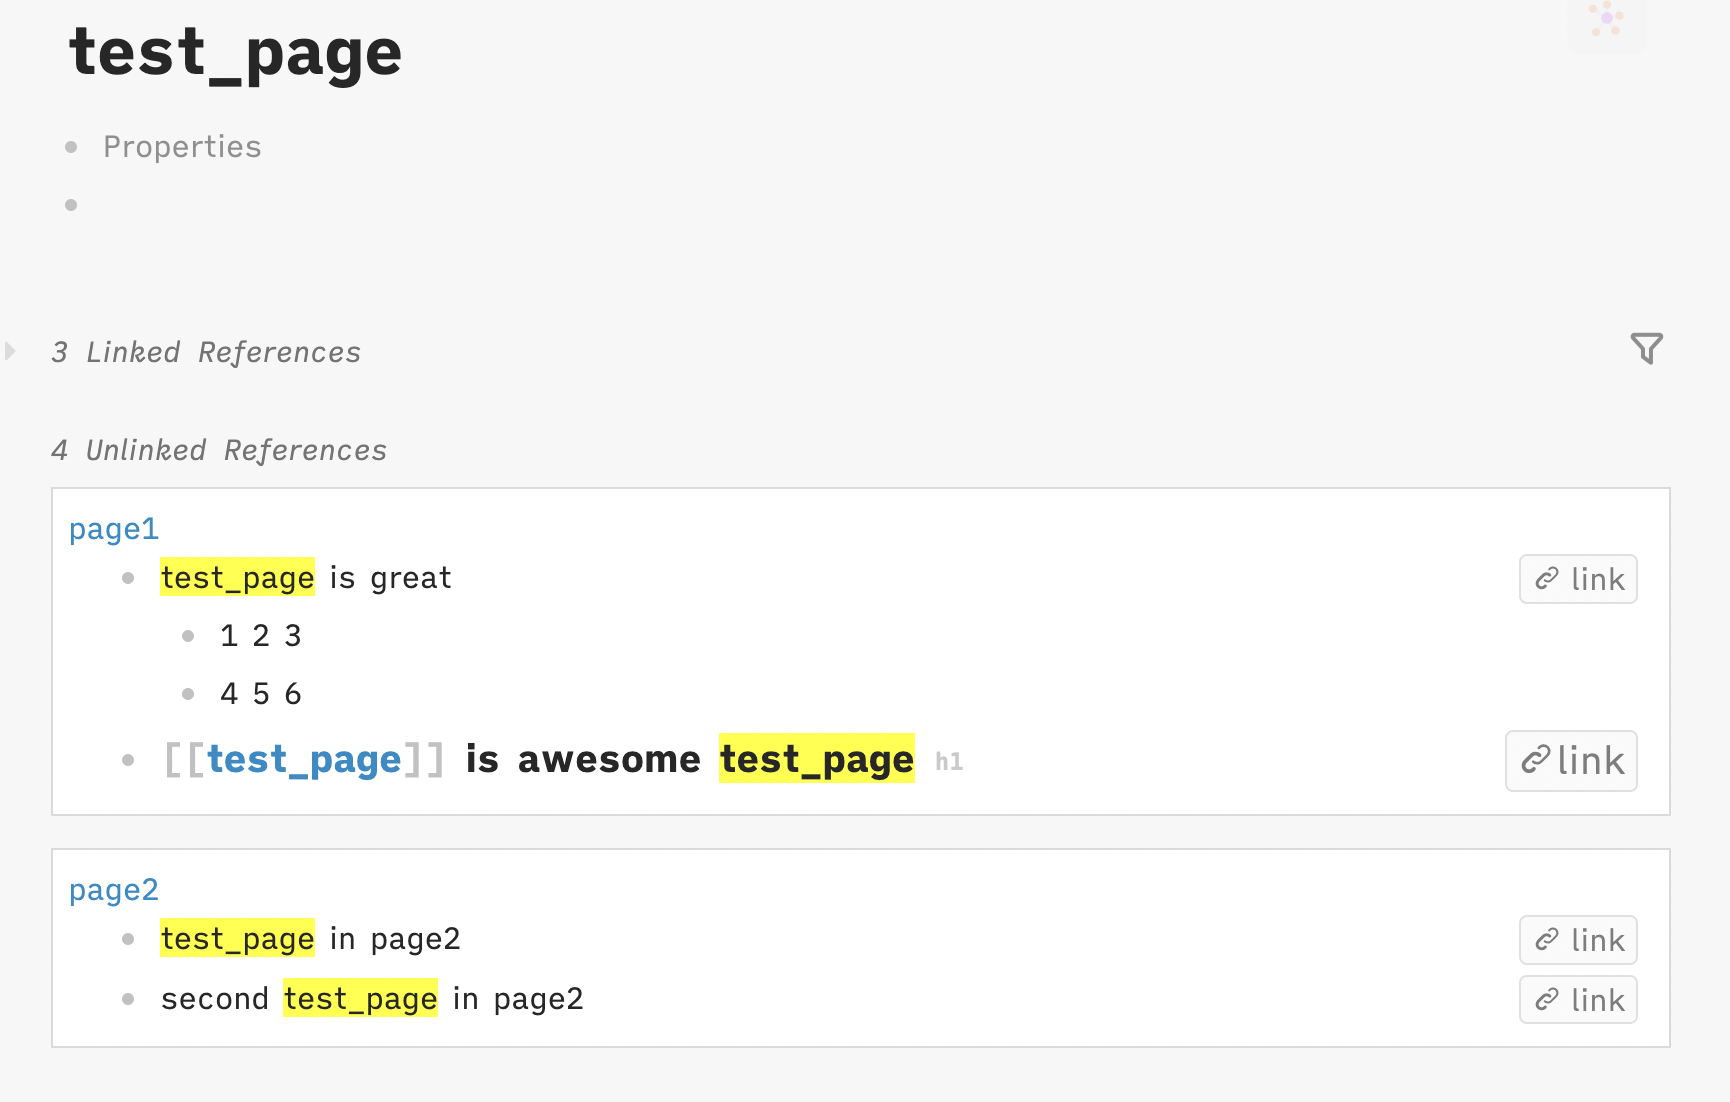 test_page
Properties
3 Linked References
4 Unlinked References
page1
test_page is great link
1 2 3
4 5 6
[[test_page]] is awesome test_page h1 link
page2
test_page in page2 link
second test_page in page2 link